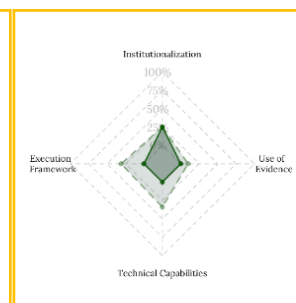 Institutionalization
100%
75%
50%
Execution
Framework
Use of
Evidence
Technical Capabilities